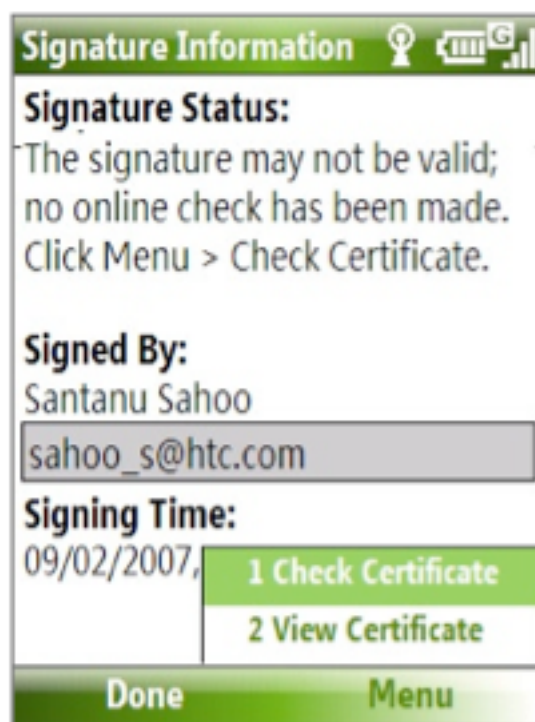 Signature Information
G
Signature Status:
The signature may not be valid;
no online check has been made.
Click Menu > Check Certificate.
Signed By:
Santanu Sahoo
sahoo_s@htc.com
Signing Time:
09/02/2007,
1 Check Certificate
2 View Certificate
Done Menu